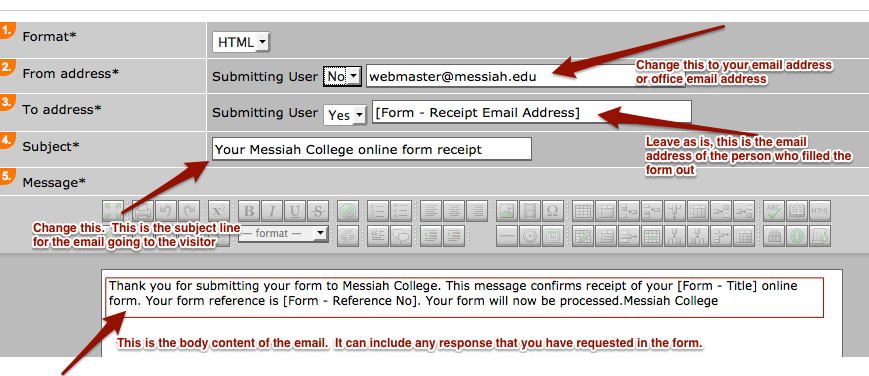 1. Format* HTML
2. From address* Submitting User No webmaster@messiah.edu
Change this to your email address
or office email address
3. To address* Submitting User Yes [Form - Receipt Email Address]
4. Subject* Your Messiah College online form receipt
Leave as is, this is the email
address of the person who filled the
form out
5. Message*
B I U S Ω ABC HTML
Change this. This is the subject line
for the email going to the visitor
— format —
Thank you for submitting your form to Messiah College. This message confirms receipt of your [Form - Title] online
form. Your form reference is [Form - Reference No]. Your form will now be processed.Messiah College
This is the body content of the email. It can include any response that you have requested in the form.